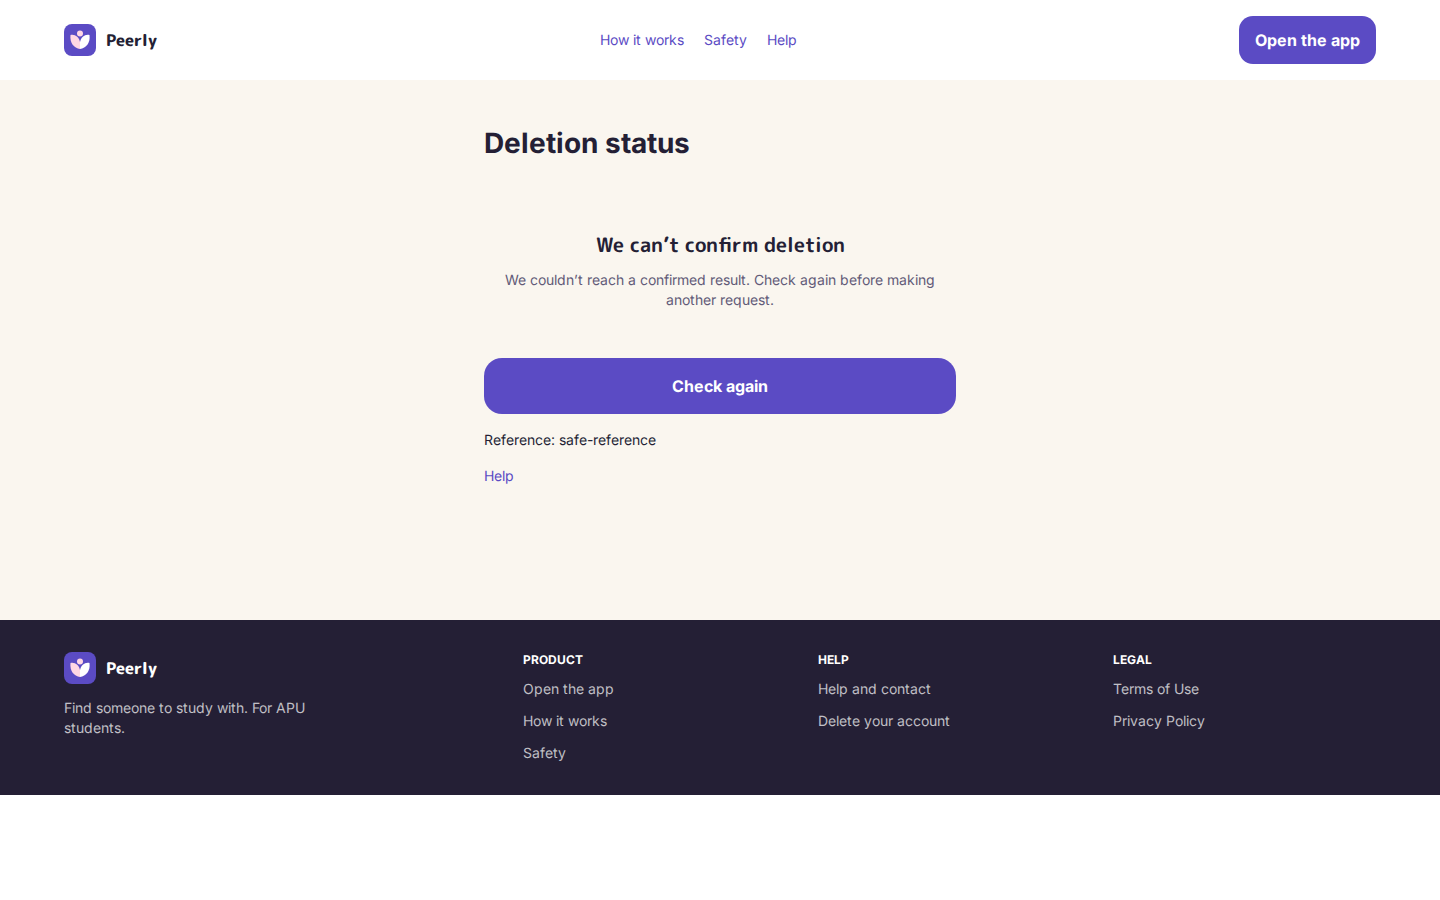 Peerly
How it works
Safety
Help
Open the app
Deletion status
We can’t confirm deletion
We couldn’t reach a confirmed result. Check again before making
another request.
Check again
Reference: safe-reference
Help
Peerly
Find someone to study with. For APU
students.
PRODUCT
Open the app
How it works
Safety
HELP
Help and contact
Delete your account
LEGAL
Terms of Use
Privacy Policy